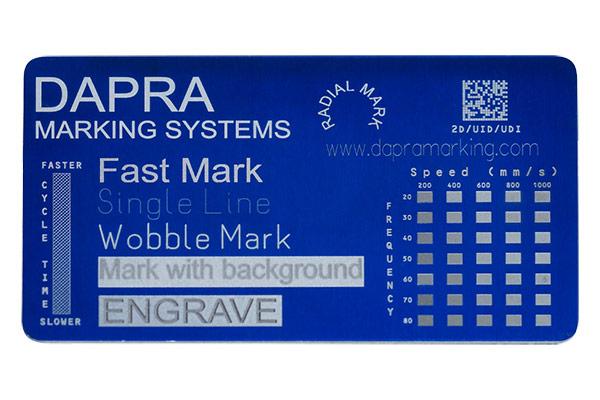 DAPRA
MARKING SYSTEMS
RADIAL MARK
2D/UID/UDI
www.dapramarking.com
FASTER
CYCLE TIME
SLOWER
Fast Mark
Single Line
Wobble Mark
Mark with background
ENGRAVE
Speed (mm/s)
200 400 600 800 1000
FREQUENCY
20
30
40
50
60
70
80